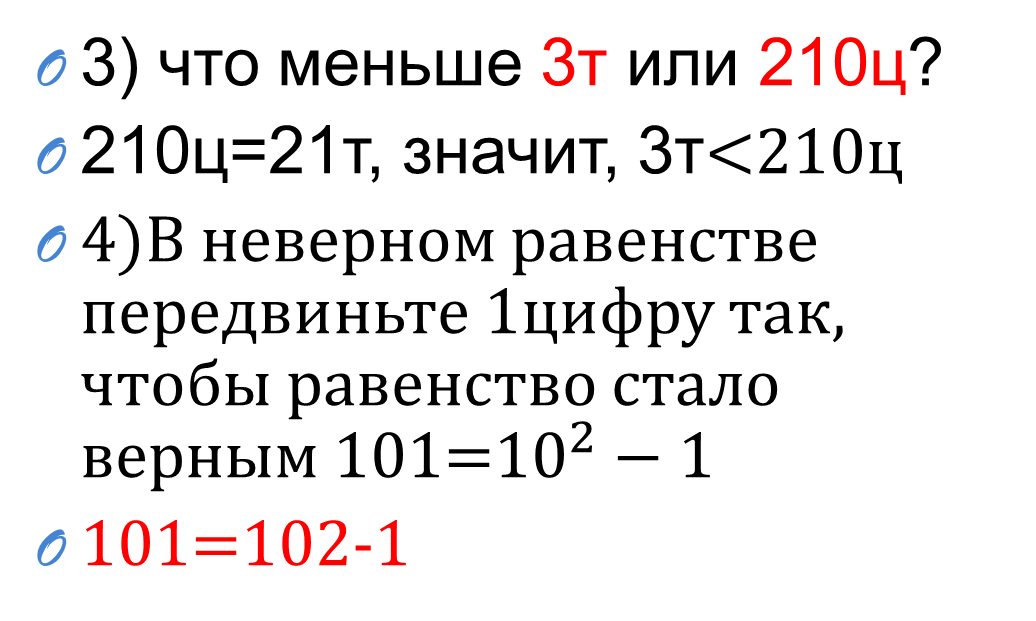 3) что меньше 3т или 210ц?
210ц=21т, значит, 3т<210ц
4)В неверном равенстве
передвиньте 1цифру так,
чтобы равенство стало
верным 101=10² − 1
101=102-1